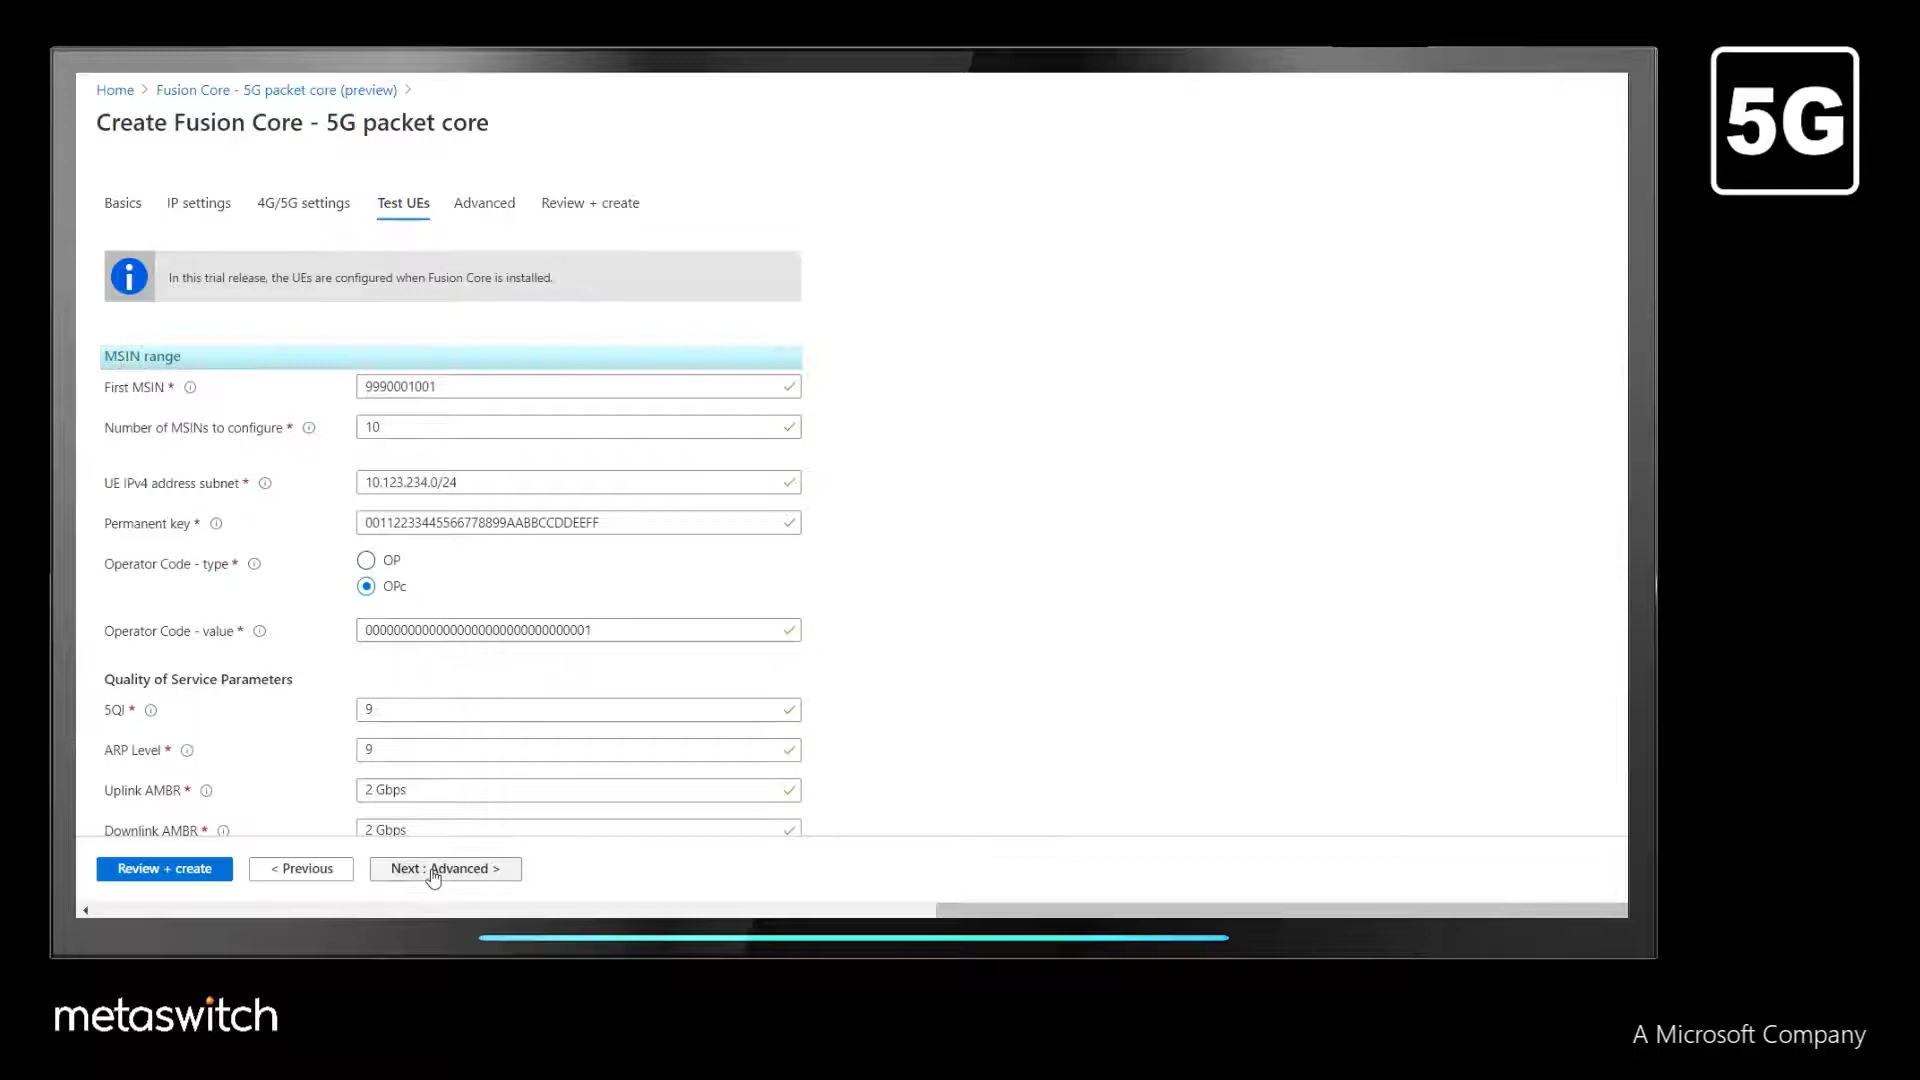 5G
Home > Fusion Core - 5G packet core (preview) >
Create Fusion Core - 5G packet core
Basics IP settings 4G/5G settings Test UEs Advanced Review + create
In this trial release, the UEs are configured when Fusion Core is installed.
MSIN range
First MSIN * 9990001001
Number of MSINs to configure * 10
UE IPv4 address subnet * 10.123.234.0/24
Permanent key * 00112233445566778899AABBCCDDEEFF
Operator Code - type * OP
OPc
Operator Code - value * 00000000000000000000000000000001
Quality of Service Parameters
5QI * 9
ARP Level * 9
Uplink AMBR * 2 Gbps
Downlink AMBR * 2 Gbps
Review + create < Previous Next : Advanced >
metaswitch
A Microsoft Company